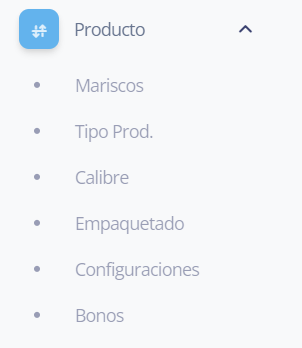 Producto
Mariscos
Tipo Prod.
Calibre
Empaquetado
Configuraciones
Bonos